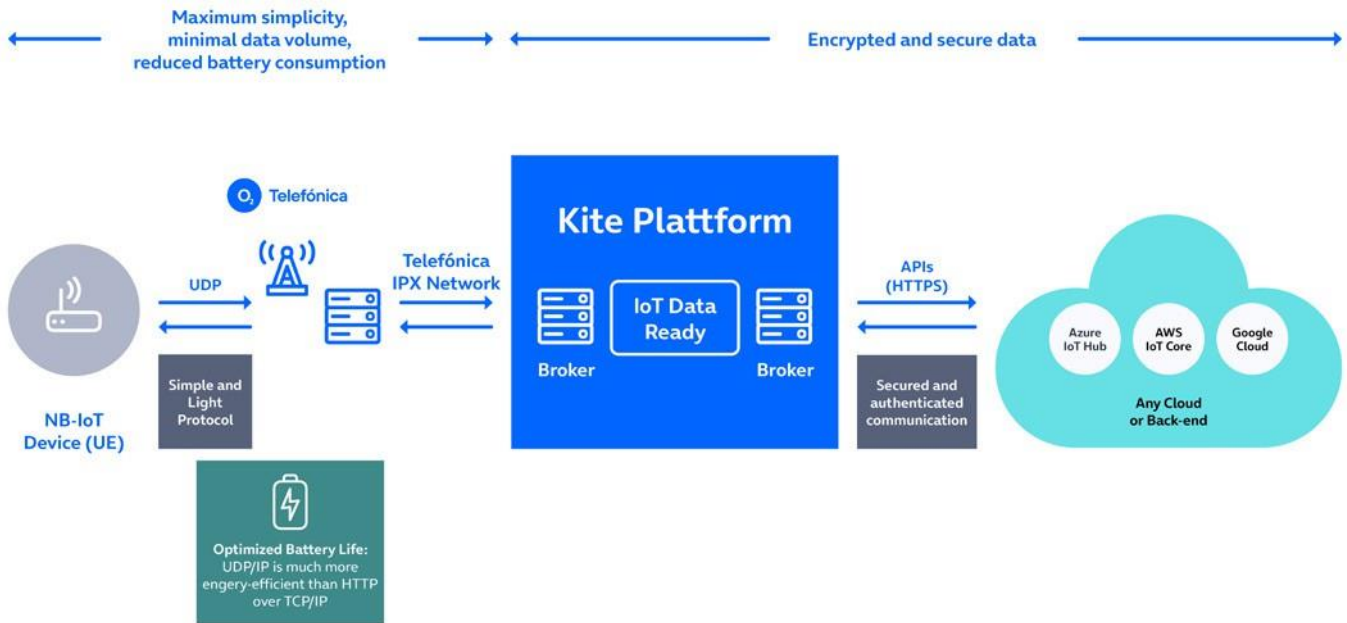 Maximum simplicity,
minimal data volume,
reduced battery consumption
Encrypted and secure data
O₂ Telefónica
Kite Plattform
UDP
Telefónica
IPX Network
IoT Data
Ready
Broker
Broker
APIs
(HTTPS)
Azure
IoT Hub
AWS
IoT Core
Google
Cloud
Any Cloud
or Back-end
Simple and
Light
Protocol
Secured and
authenticated
communication
NB-IoT
Device (UE)
Optimized Battery Life:
UDP/IP is much more
engery-efficient than HTTP
over TCP/IP